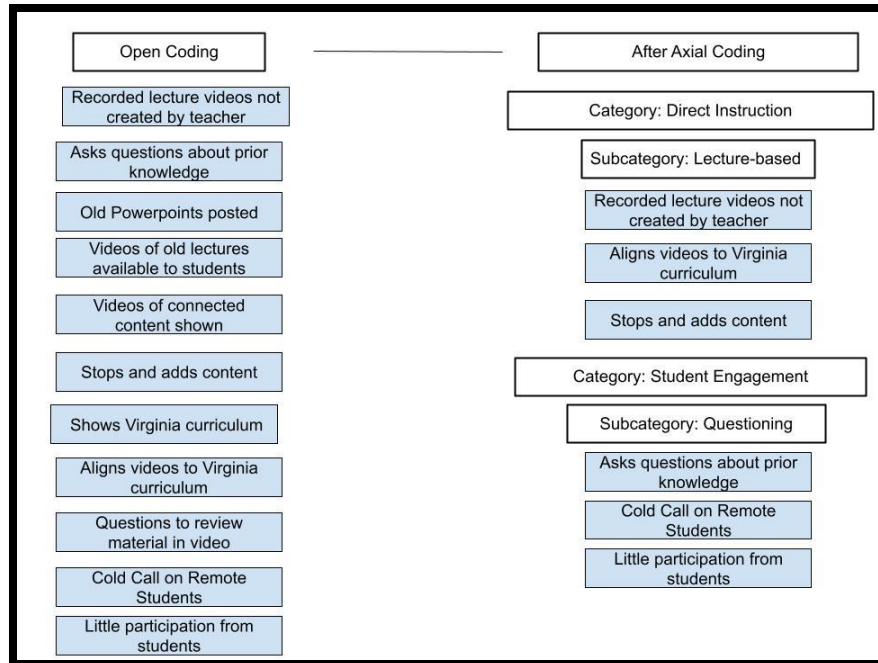 Open Coding
Recorded lecture videos not
created by teacher
Asks questions about prior
knowledge
Old Powerpoints posted
Videos of old lectures
available to students
Videos of connected
content shown
Stops and adds content
Shows Virginia curriculum
Aligns videos to Virginia
curriculum
Questions to review
material in video
Cold Call on Remote
Students
Little participation from
students
After Axial Coding
Category: Direct Instruction
Subcategory: Lecture-based
Recorded lecture videos not
created by teacher
Aligns videos to Virginia
curriculum
Stops and adds content
Category: Student Engagement
Subcategory: Questioning
Asks questions about prior
knowledge
Cold Call on Remote
Students
Little participation from
students